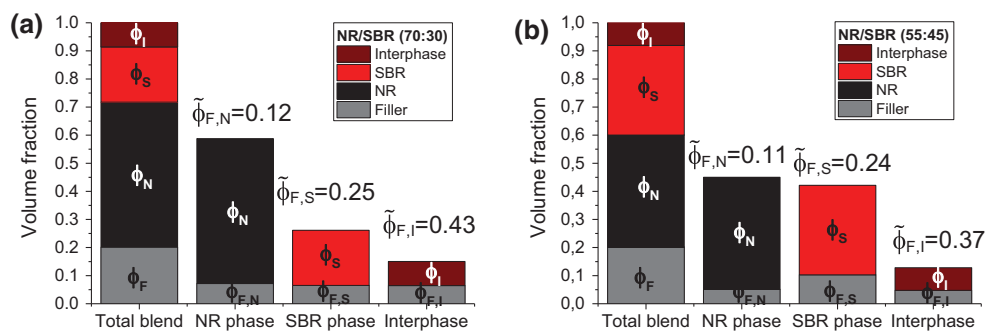 (a)
Volume fraction
1,0
0.9
0.8
0.7
0.6
0.5
0.4
0.3
0.2
0.1
0.0
NR/SBR (70:30)
Interphase
SBR
NR
Filler
ϕI
ϕS
ϕN
ϕF
ϕ̃F,N=0.12
ϕN
ϕF,N
ϕ̃F,S=0.25
ϕS
ϕF,S
ϕ̃F,I=0.43
ϕI
ϕF,I
Total blend NR phase SBR phase Interphase
(b)
Volume fraction
1,0
0,9
0,8
0,7
0,6
0,5
0,4
0,3
0,2
0,1
0,0
NR/SBR (55:45)
Interphase
SBR
NR
Filler
ϕI
ϕS
ϕN
ϕF
ϕ̃F,N=0.11
ϕN
ϕF,N
ϕ̃F,S=0.24
ϕS
ϕF,S
ϕ̃F,I=0.37
ϕI
ϕF,I
Total blend NR phase SBR phase Interphase